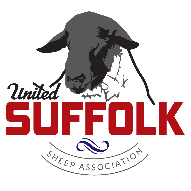 United
SUFFOLK
SHEEP ASSOCIATION